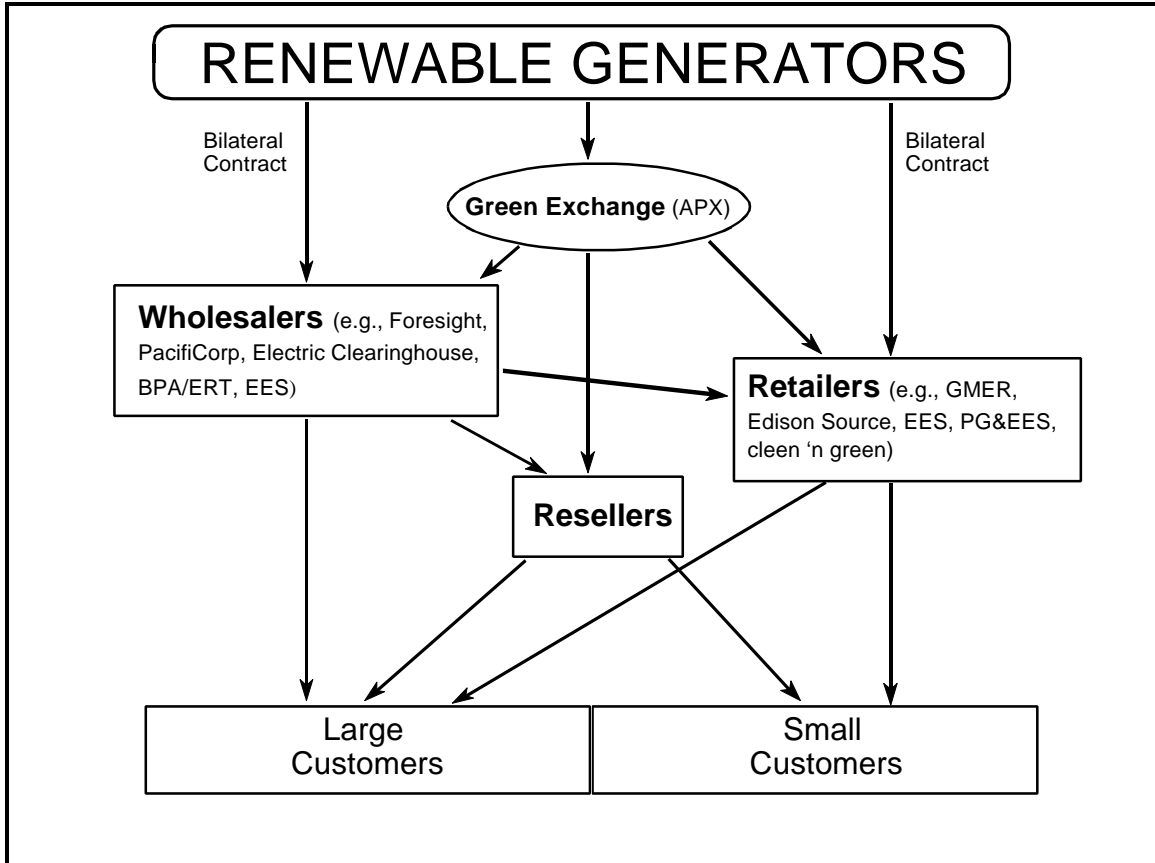 RENEWABLE GENERATORS
Bilateral
Contract
Bilateral
Contract
Green Exchange (APX)
Wholesalers (e.g., Foresight,
PacifiCorp, Electric Clearinghouse,
BPA/ERT, EES)
Retailers (e.g., GMER,
Edison Source, EES, PG&EES,
cleen ‘n green)
Resellers
Large
Customers
Small
Customers